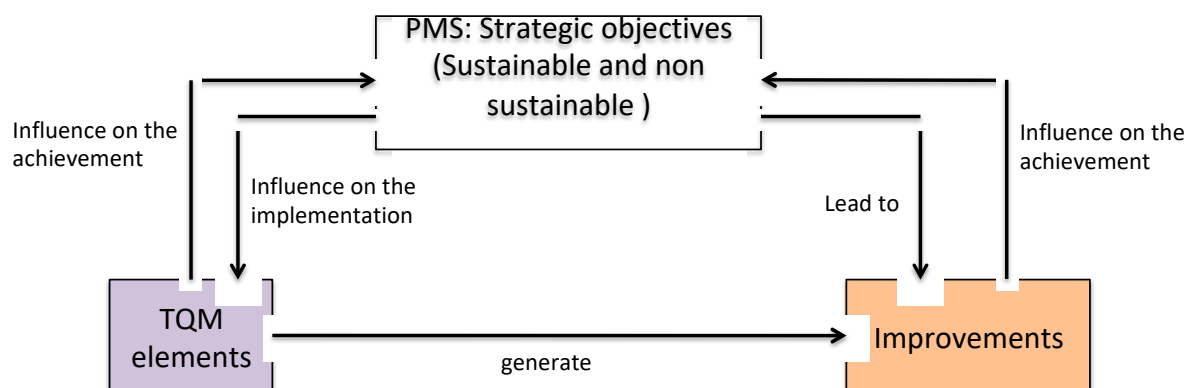 PMS: Strategic objectives
(Sustainable and non
sustainable )
Influence on the
achievement
Influence on the
implementation
Lead to
Influence on the
achievement
TQM
elements
generate
Improvements